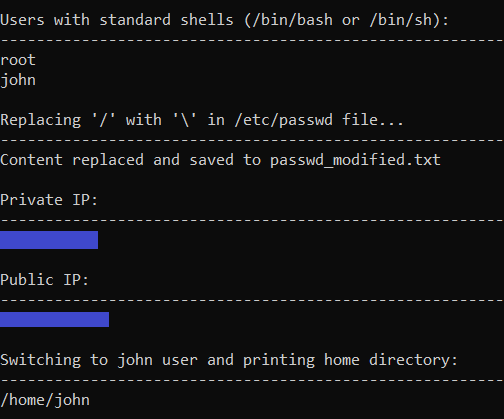 Users with standard shells (/bin/bash or /bin/sh):
--------------------------------------------------------
root
john
Replacing '/' with '\' in /etc/passwd file...
--------------------------------------------------------
Content replaced and saved to passwd_modified.txt
Private IP:
--------------------------------------------------------
Public IP:
--------------------------------------------------------
Switching to john user and printing home directory:
--------------------------------------------------------
/home/john